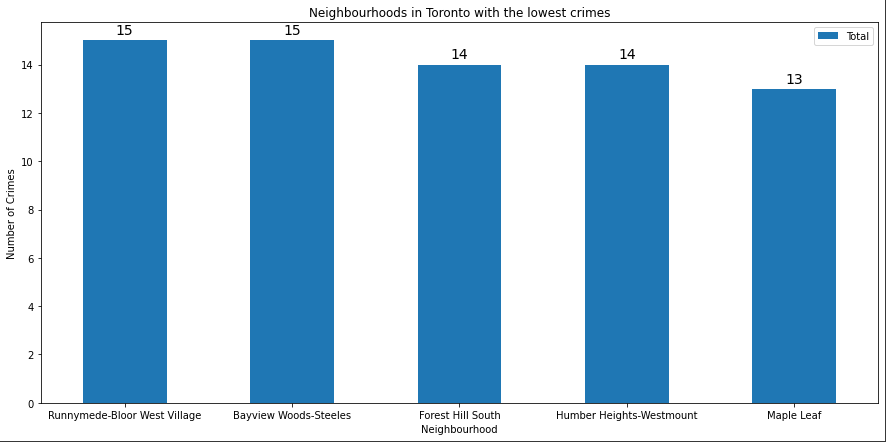 Neighbourhoods in Toronto with the lowest crimes
Total
15
15
14
14
13
Number of Crimes
14
12
10
8
6
4
2
0
Runnymede-Bloor West Village
Bayview Woods-Steeles
Forest Hill South
Humber Heights-Westmount
Maple Leaf
Neighbourhood